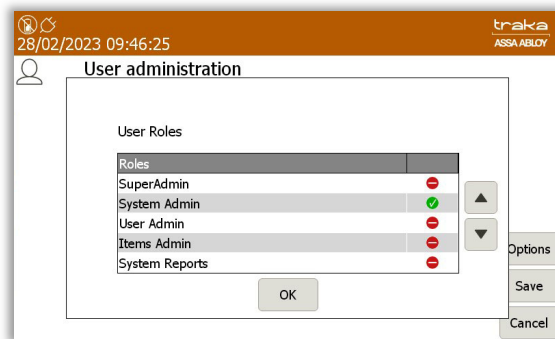 traka
28/02/2023 09:46:25
ASSA ABLOY
User administration
User Roles
Roles
SuperAdmin
System Admin
User Admin
Items Admin
System Reports
OK
Options
Save
Cancel